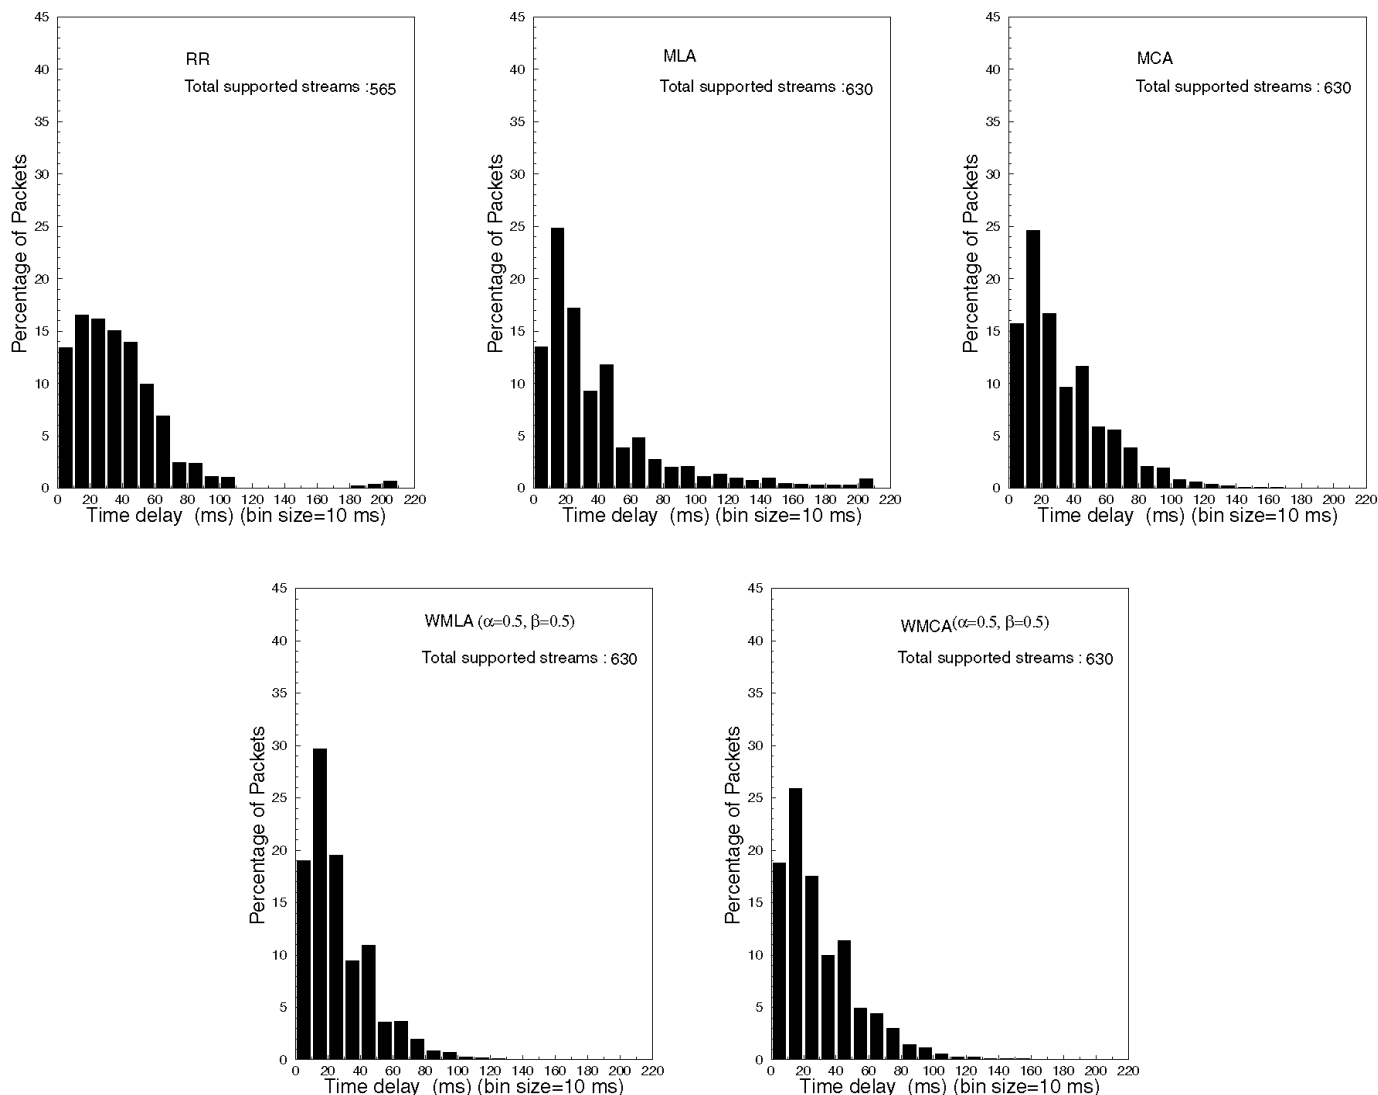 45
40
35
30
25
20
15
10
5
0
Percentage of Packets
RR
Total supported streams :565
0 20 40 60 80 100 120 140 160 180 200 220
Time delay (ms) (bin size=10 ms)
45
40
35
30
25
20
15
10
5
0
Percentage of Packets
MLA
Total supported streams :630
0 20 40 60 80 100 120 140 160 180 200 220
Time delay (ms) (bin size=10 ms)
45
40
35
30
25
20
15
10
5
0
Percentage of Packets
MCA
Total supported streams : 630
0 20 40 60 80 100 120 140 160 180 200 220
Time delay (ms) (bin size=10 ms)
45
40
35
30
25
20
15
10
5
0
Percentage of Packets
WMLA (α=0.5, β=0.5)
Total supported streams : 630
0 20 40 60 80 100 120 140 160 180 200 220
Time delay (ms) (bin size=10 ms)
45
40
35
30
25
20
15
10
5
0
Percentage of Packets
WMCA(α=0.5, β=0.5)
Total supported streams : 630
0 20 40 60 80 100 120 140 160 180 200 220
Time delay (ms) (bin size=10 ms)